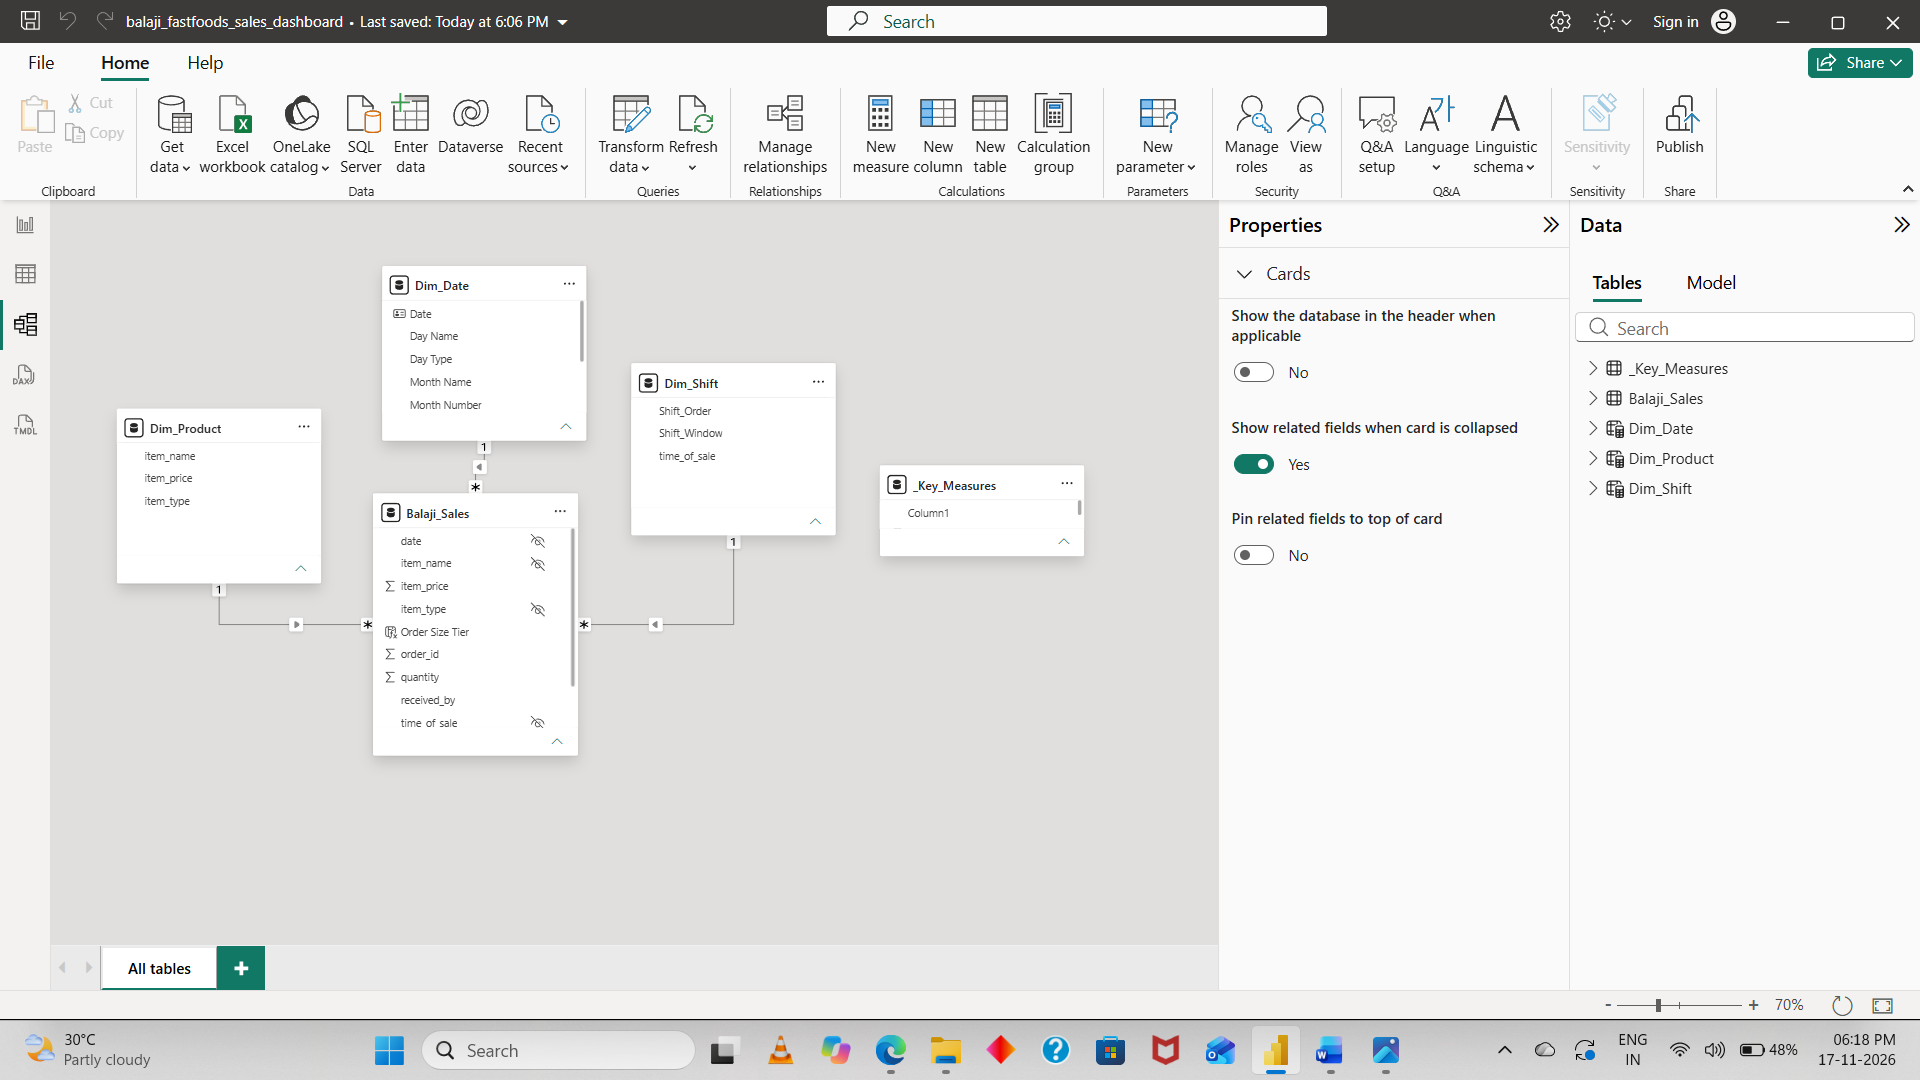 balaji_fastfoods_sales_dashboard • Last saved: Today at 6:06 PM
Search
Sign in
File
Home
Help
Share
Paste
Cut
Copy
Clipboard
Get data
Excel workbook
OneLake catalog
SQL Server
Enter data
Dataverse
Recent sources
Data
Transform data
Refresh
Queries
Manage relationships
Relationships
New measure
New column
New table
Calculation group
Calculations
New parameter
Parameters
Manage roles
View as
Security
Q&A setup
Language
Linguistic schema
Q&A
Sensitivity
Sensitivity
Publish
Share
DAX
TMDL
Dim_Date
Date
Day Name
Day Type
Month Name
Month Number
Dim_Shift
Shift_Order
Shift_Window
time_of_sale
Dim_Product
item_name
item_price
item_type
_Key_Measures
Column1
Balaji_Sales
date
item_name
item_price
item_type
Order Size Tier
order_id
quantity
received_by
time_of_sale
1
*
1
*
1
*
All tables
Properties
Cards
Show the database in the header when
applicable
No
Show related fields when card is collapsed
Yes
Pin related fields to top of card
No
Data
Tables
Model
Search
_Key_Measures
Balaji_Sales
Dim_Date
Dim_Product
Dim_Shift
- + 70%
30°C
Partly cloudy
Search
ENG
IN
48%
06:18 PM
17-11-2026